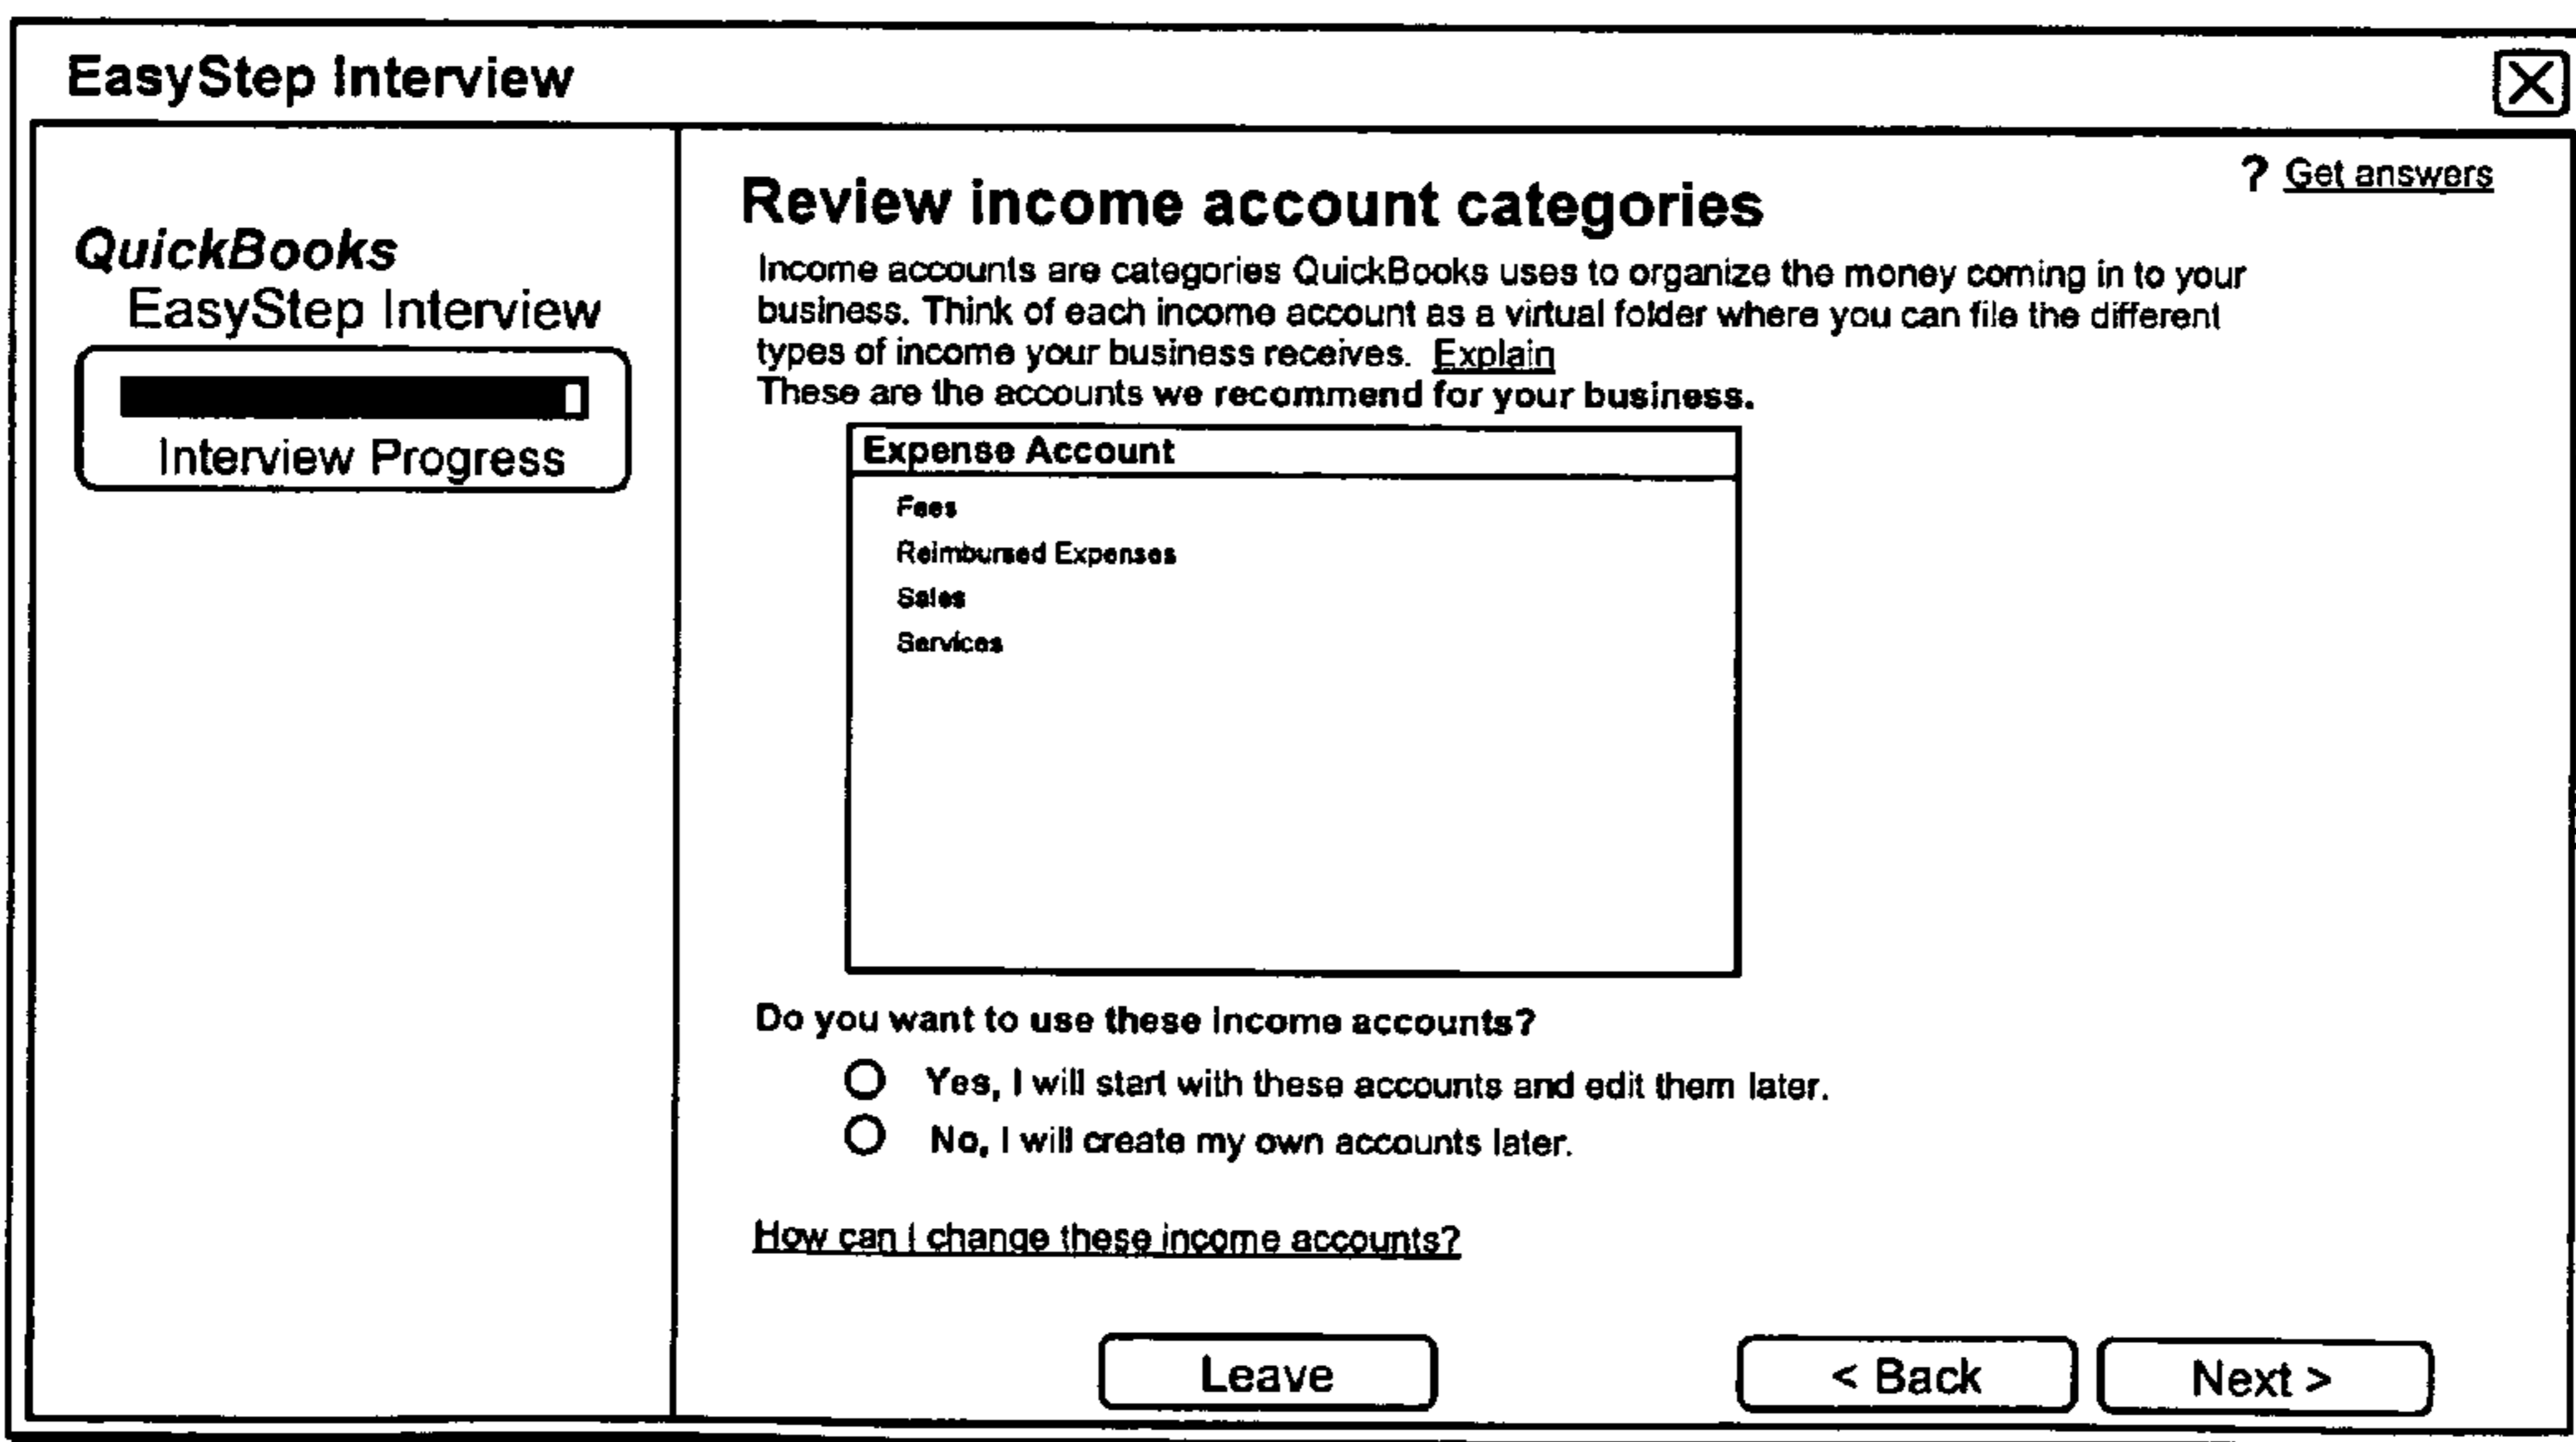 EasyStep Interview
QuickBooks
EasyStep Interview
Interview Progress
? Get answers
Review income account categories
Income accounts are categories QuickBooks uses to organize the money coming in to your
business. Think of each income account as a virtual folder where you can file the different
types of income your business receives. Explain
These are the accounts we recommend for your business.
Expense Account
Fees
Reimbursed Expenses
Sales
Services
Do you want to use these income accounts?
Yes, I will start with these accounts and edit them later.
No, I will create my own accounts later.
How can I change these income accounts?
Leave
< Back
Next >